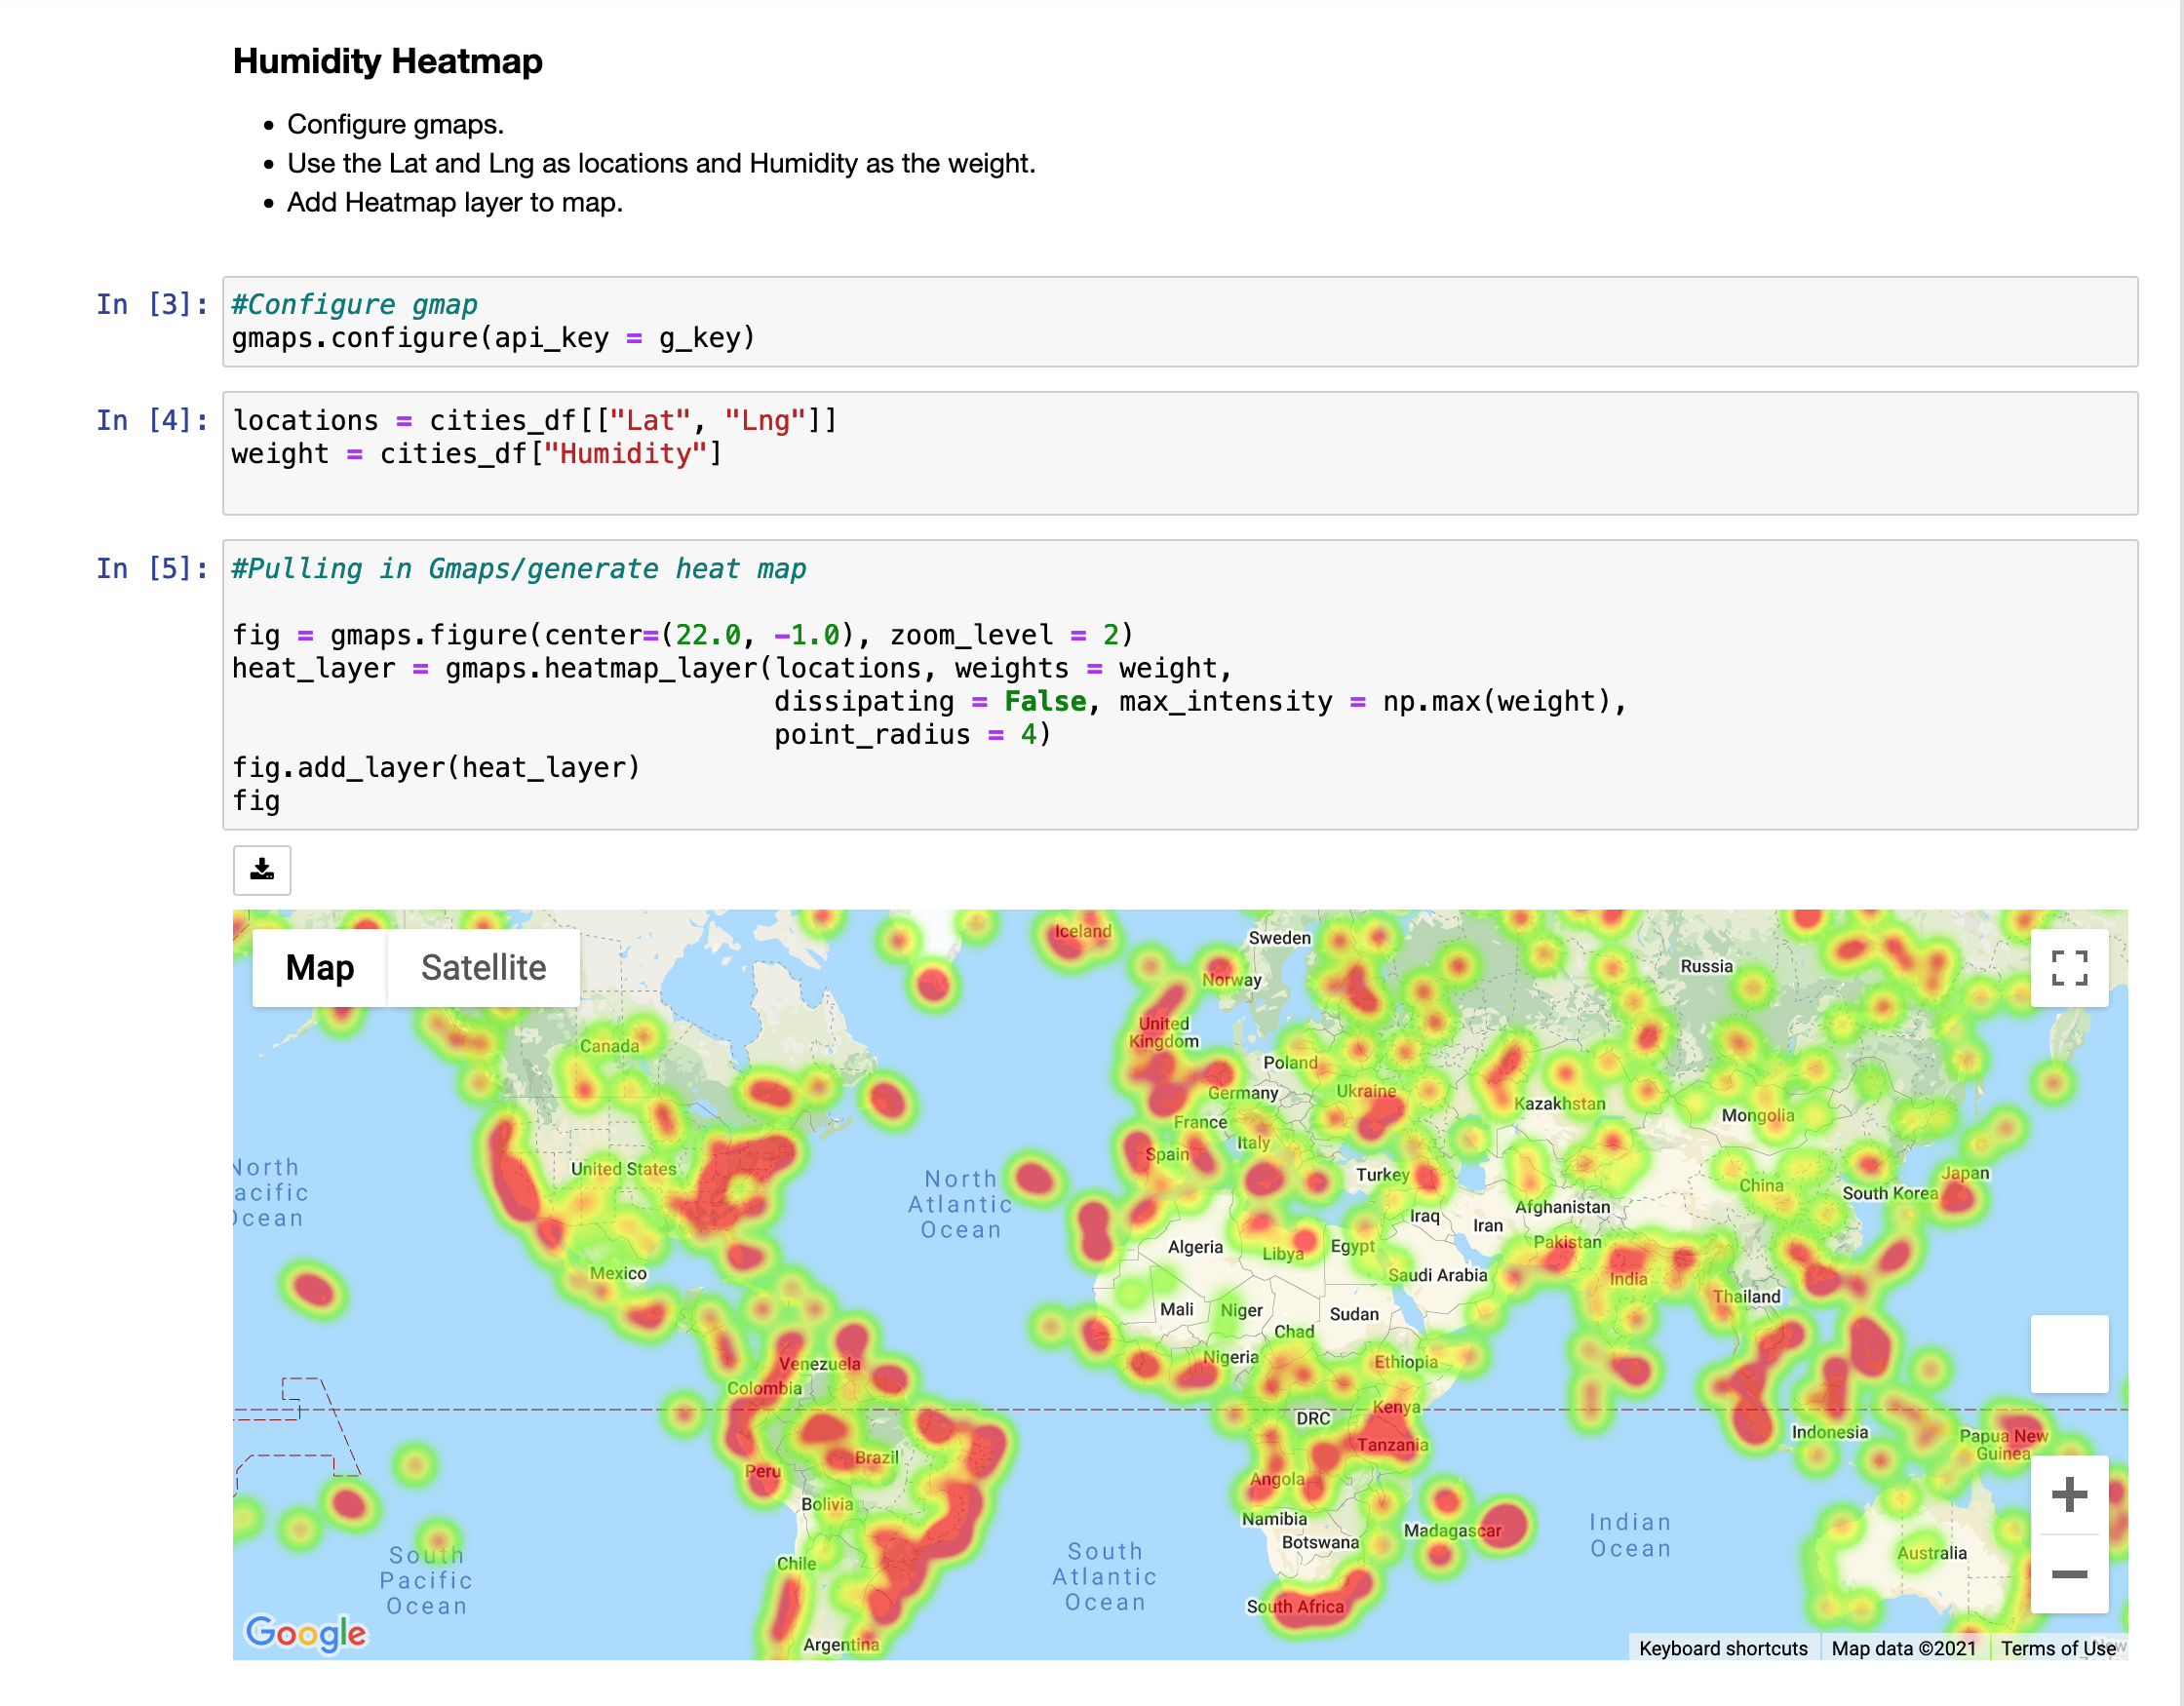 Humidity Heatmap
• Configure gmaps.
• Use the Lat and Lng as locations and Humidity as the weight.
• Add Heatmap layer to map.
In [3]:
#Configure gmap
gmaps.configure(api_key = g_key)
In [4]:
locations = cities_df[["Lat", "Lng"]]
weight = cities_df["Humidity"]
In [5]:
#Pulling in Gmaps/generate heat map
fig = gmaps.figure(center=(22.0, -1.0), zoom_level = 2)
heat_layer = gmaps.heatmap_layer(locations, weights = weight,
dissipating = False, max_intensity = np.max(weight),
point_radius = 4)
fig.add_layer(heat_layer)
fig
Map
Satellite
Iceland
Sweden
Norway
Russia
United
Kingdom
Canada
Poland
Germany
Ukraine
Kazakhstan
Mongolia
France
Italy
Spain
United States
Turkey
China
Japan
South Korea
North
acific
Ocean
North
Atlantic
Ocean
Afghanistan
Iraq
Iran
Algeria
Libya
Egypt
Pakistan
Saudi Arabia
India
Mexico
Thailand
Mali
Niger
Sudan
Chad
Nigeria
Ethiopia
Venezuela
Colombia
Kenya
DRC
Tanzania
Indonesia
Papua New
Guinea
Brazil
Peru
Angola
Bolivia
Namibia
Botswana
Madagascar
Indian
Ocean
Australia
Chile
South
Pacific
Ocean
South
Atlantic
Ocean
South Africa
Argentina
+
−
Google
Keyboard shortcuts
Map data ©2021
Terms of Use